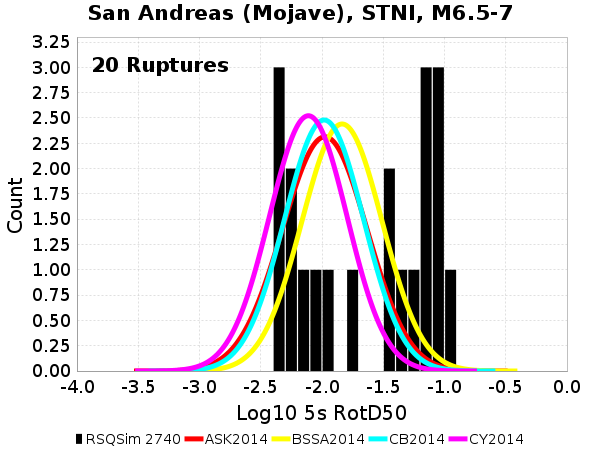 San Andreas (Mojave), STNI, M6.5-7
20 Ruptures
Count
3.25
3.00
2.75
2.50
2.25
2.00
1.75
1.50
1.25
1.00
0.75
0.50
0.25
0.00
-4.0 -3.5 -3.0 -2.5 -2.0 -1.5 -1.0 -0.5 0.0
Log10 5s RotD50
RSQSim 2740 ASK2014 BSSA2014 CB2014 CY2014